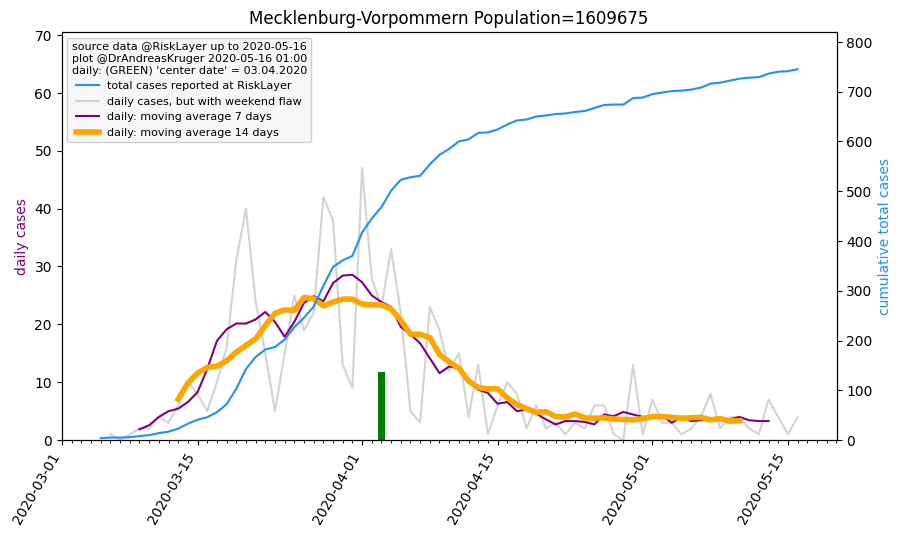 Mecklenburg-Vorpommern Population=1609675
source data @RiskLayer up to 2020-05-16
plot @DrAndreasKruger 2020-05-16 01:00
daily: (GREEN) 'center date' = 03.04.2020
total cases reported at RiskLayer
daily cases, but with weekend flaw
daily: moving average 7 days
daily: moving average 14 days
daily cases
70
60
50
40
30
20
10
0
800
700
600
500
400
300
200
100
0
cumulative total cases
2020-03-01
2020-03-15
2020-04-01
2020-04-15
2020-05-01
2020-05-15